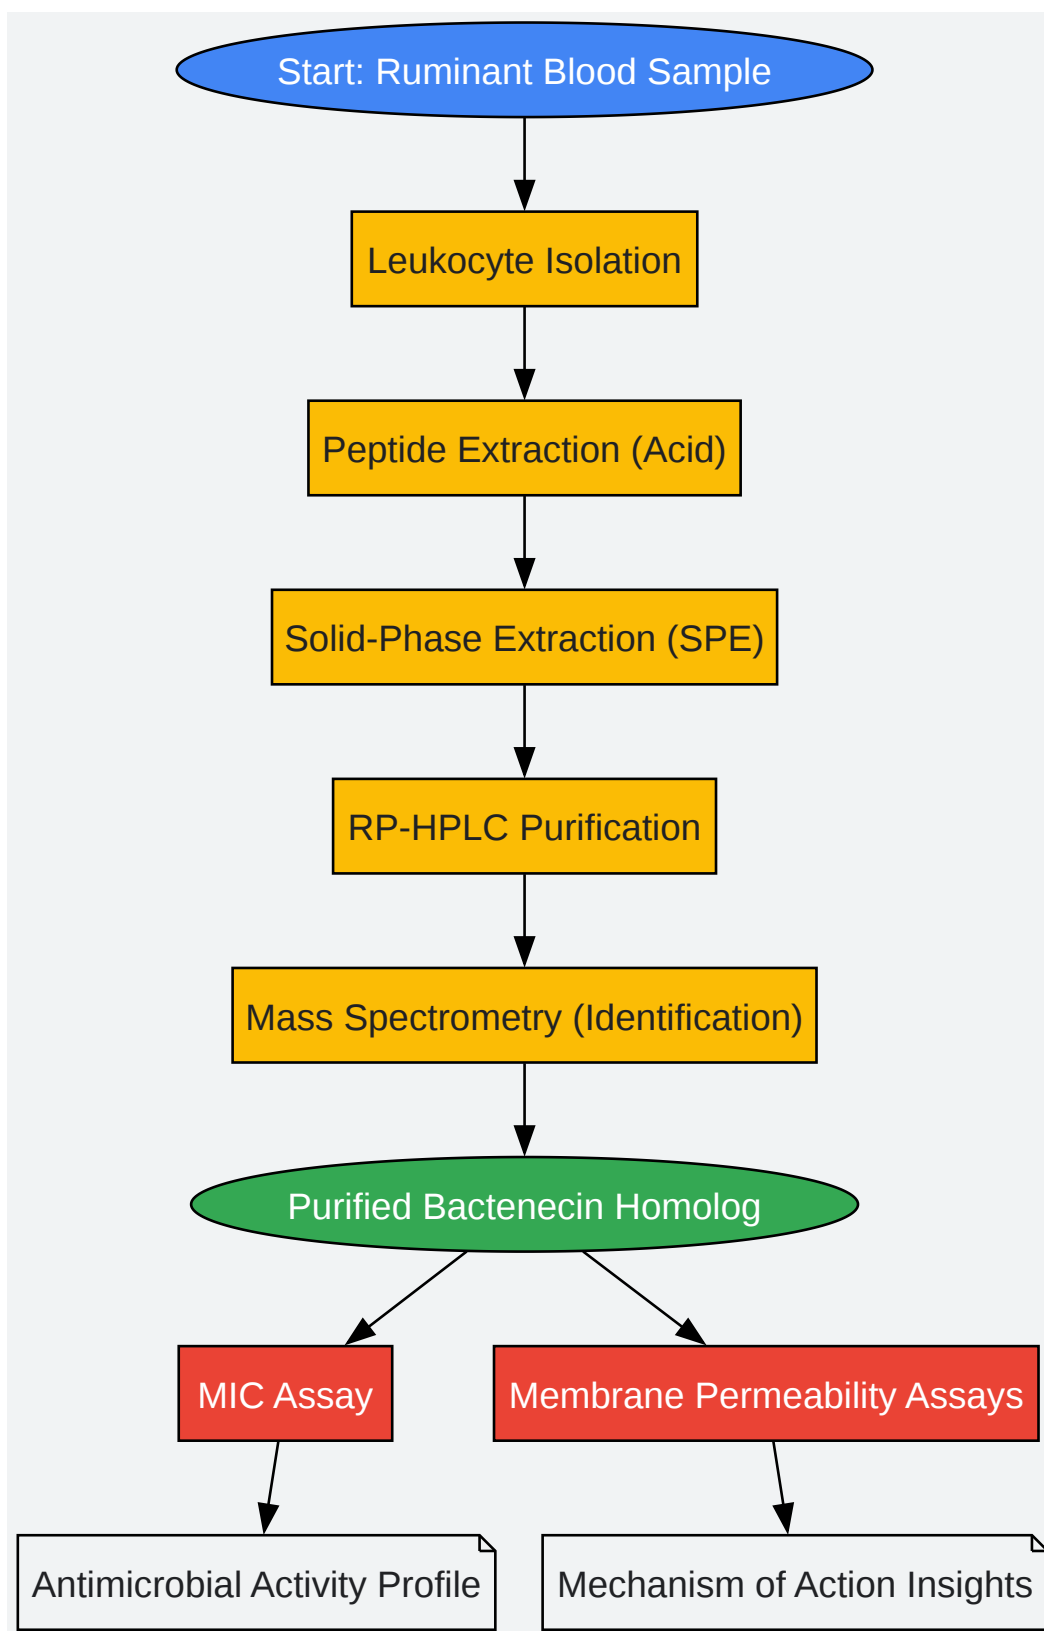 Start: Ruminant Blood Sample
Leukocyte Isolation
Peptide Extraction (Acid)
Solid-Phase Extraction (SPE)
RP-HPLC Purification
Mass Spectrometry (Identification)
Purified Bactenecin Homolog
MIC Assay
Membrane Permeability Assays
Antimicrobial Activity Profile
Mechanism of Action Insights